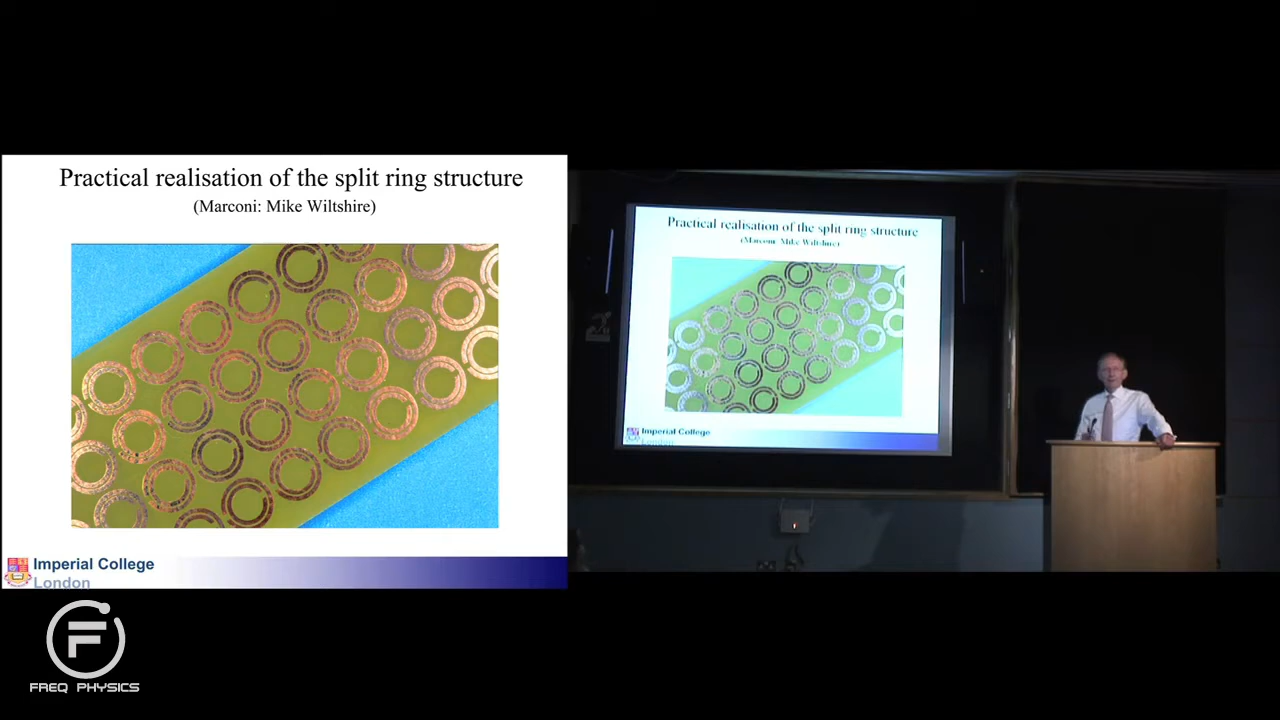 Practical realisation of the split ring structure
(Marconi: Mike Wiltshire)
Imperial College
London
Practical realisation of the split ring structure
(Marconi: Mike Wiltshire)
Imperial College
London
F
FREQ PHYSICS